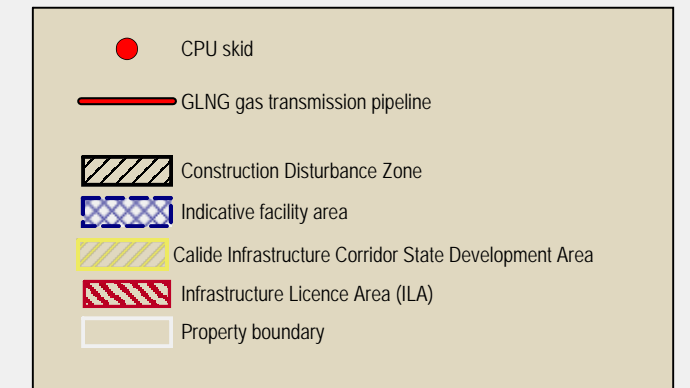 CPU skid
GLNG gas transmission pipeline
Construction Disturbance Zone
Indicative facility area
Calide Infrastructure Corridor State Development Area
Infrastructure Licence Area (ILA)
Property boundary